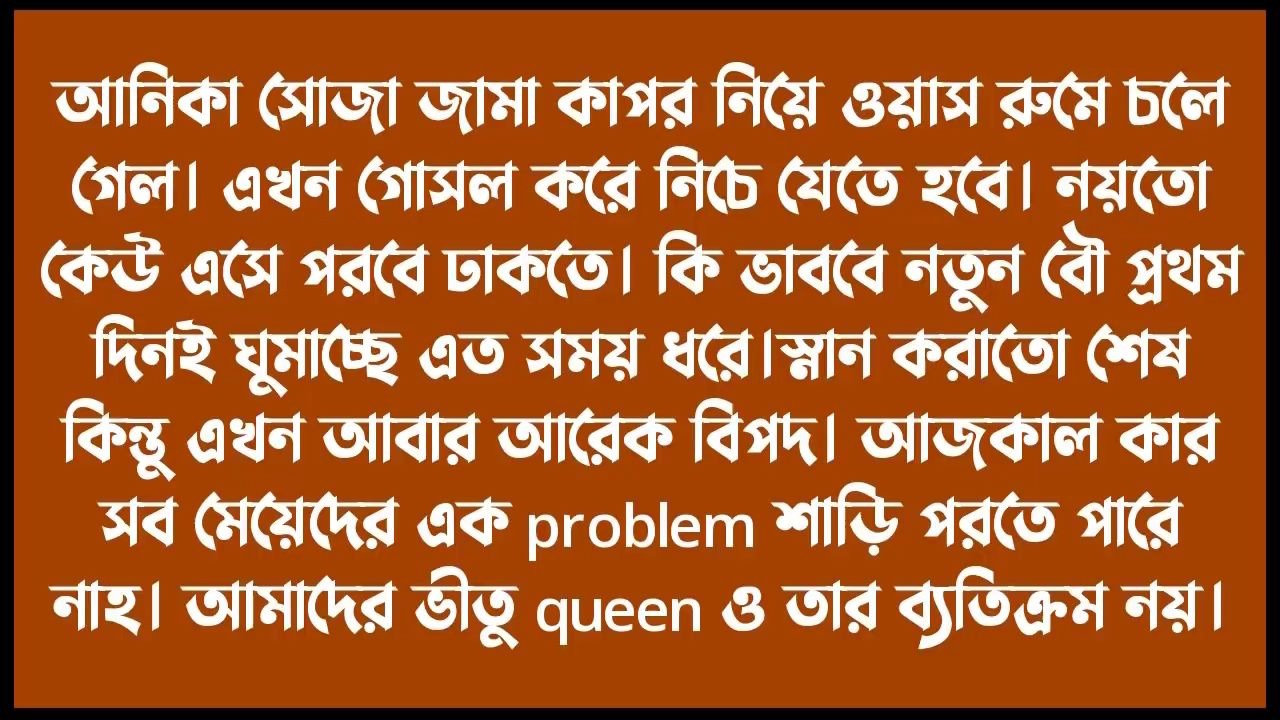 আনিকা সোজা জামা কাপর নিয়ে ওয়াস রুমে চলে
গেল। এখন গোসল করে নিচে যেতে হবে। নয়তো
কেউ এসে পরবে ঢাকতে। কি ভাববে নতুন বৌ প্রথম
দিনই ঘুমাচ্ছে এত সময় ধরে।স্নান করাতো শেষ
কিন্তু এখন আবার আরেক বিপদ। আজকাল কার
সব মেয়েদের এক problem শাড়ি পরতে পারে
নাহ। আমাদের ভীতু queen ও তার ব্যতিক্রম নয়।